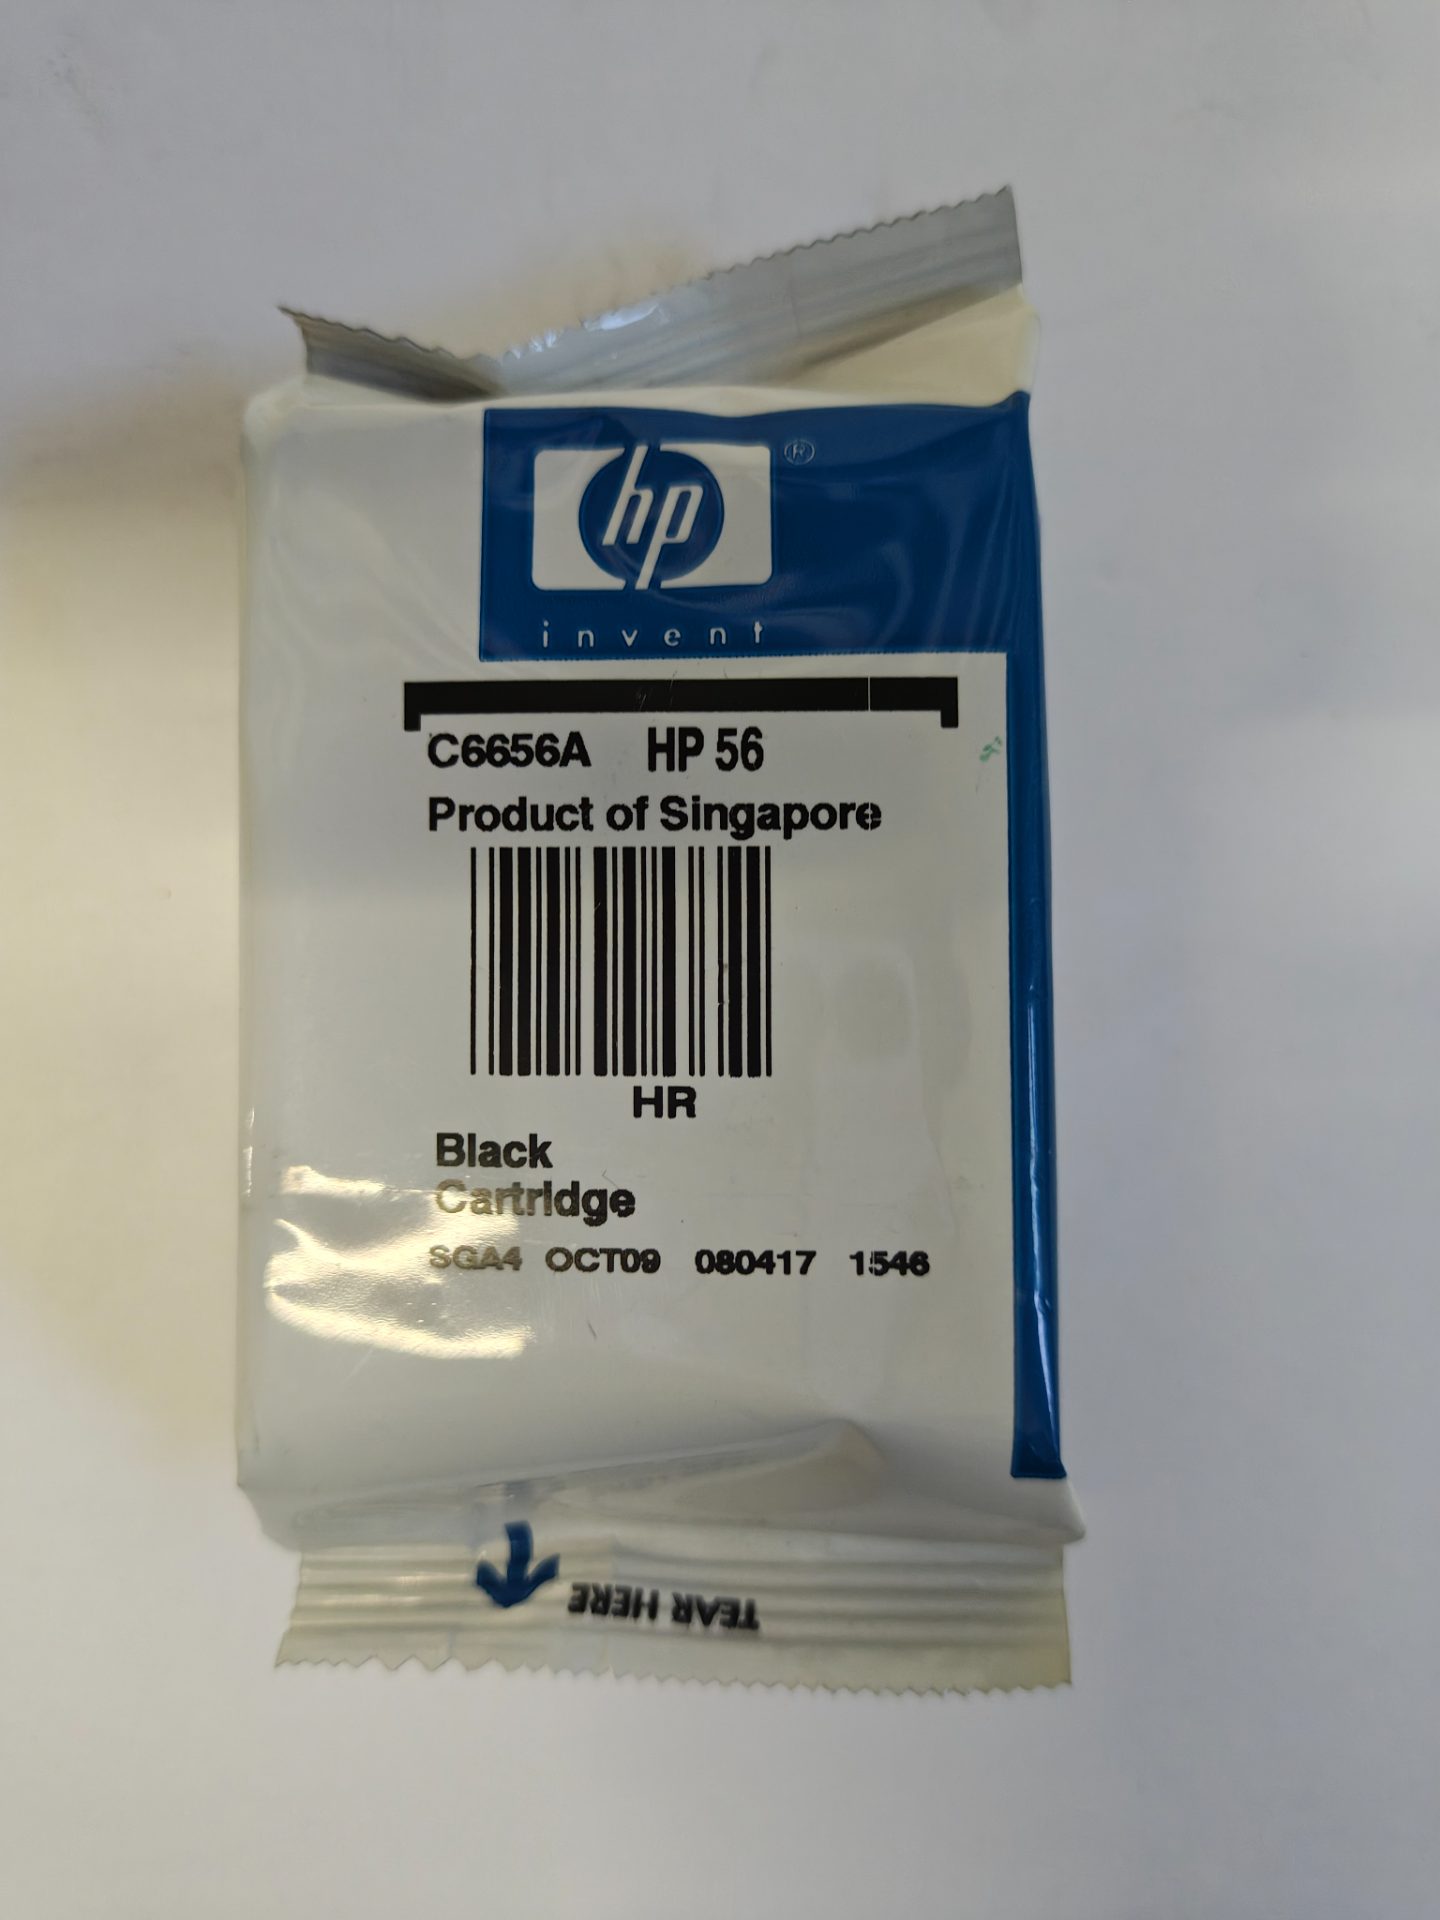 hp ®
invent
C6656A HP 56
Product of Singapore
HR
Black
Cartridge
SGA4 OCT09 080417 1546
TEAR HERE